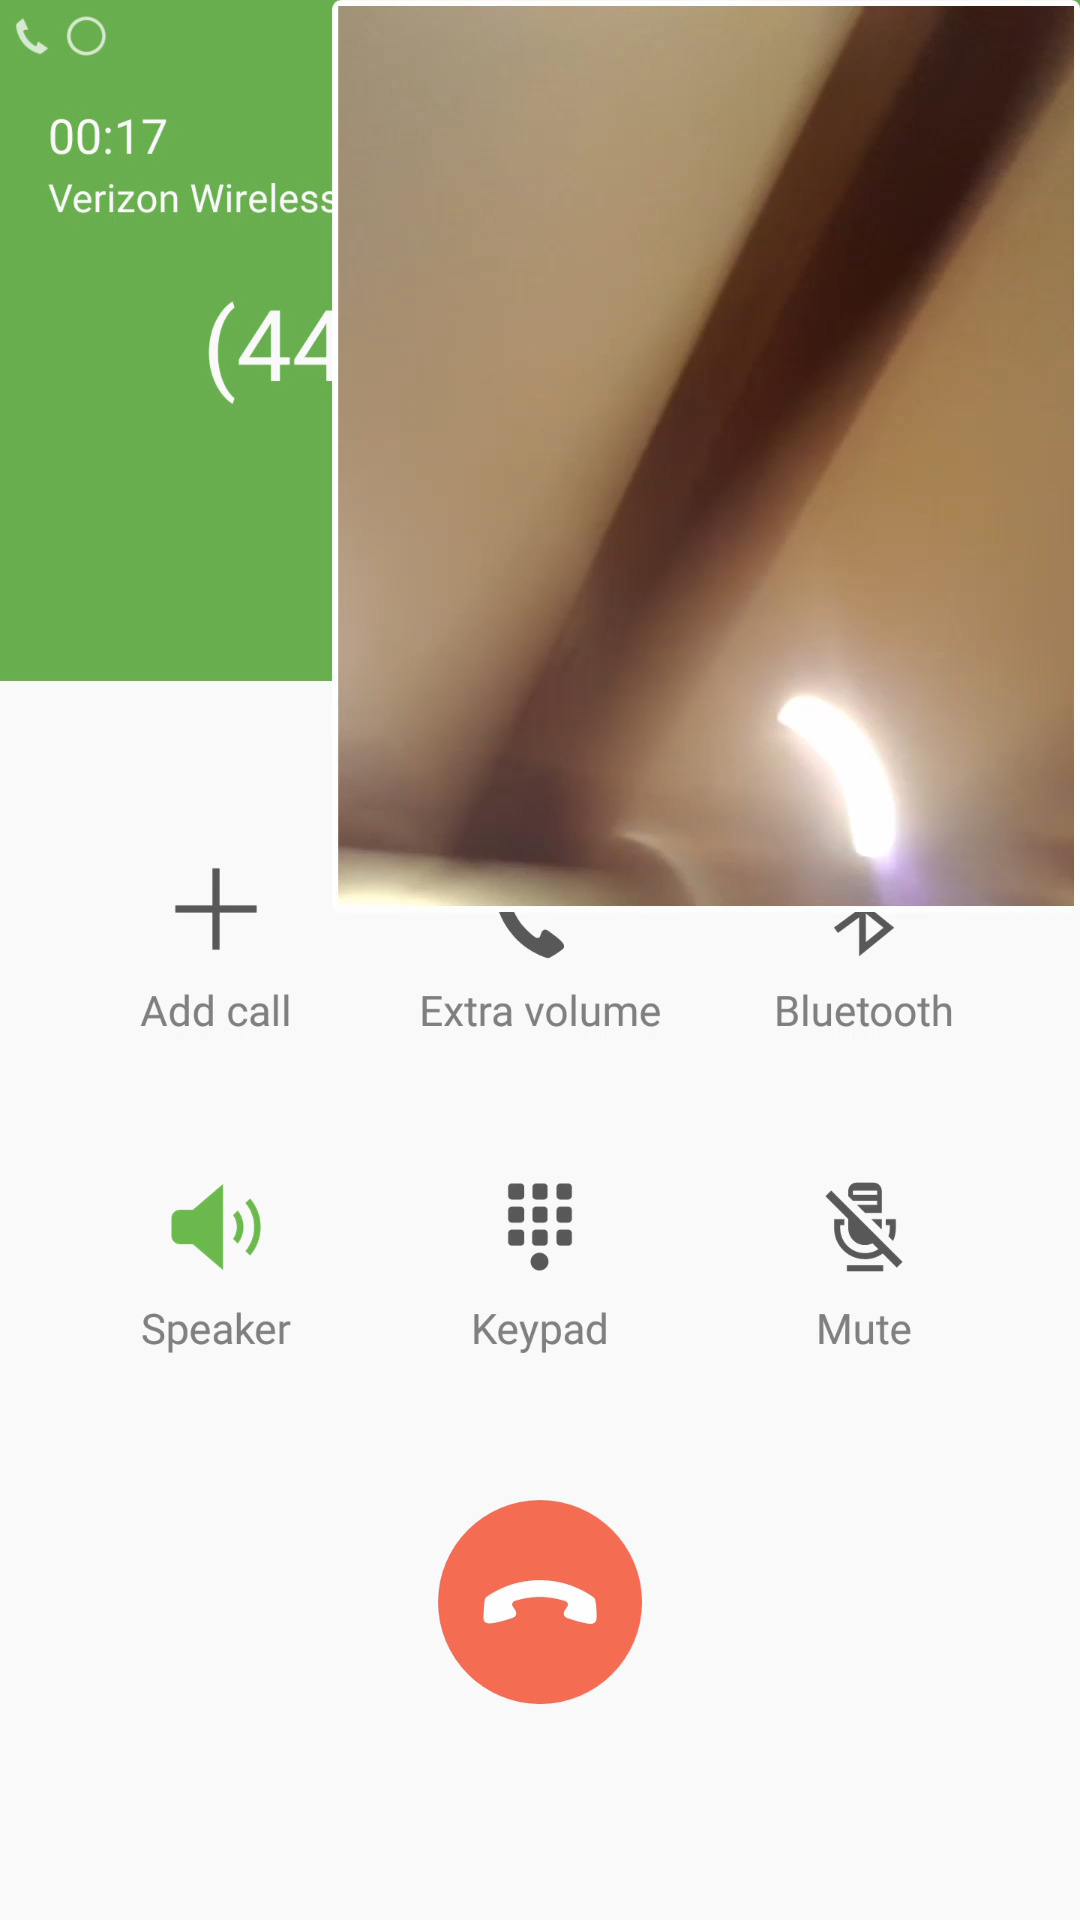 00:17
Verizon Wireless
(44
Add call
Extra volume
Bluetooth
Speaker
Keypad
Mute